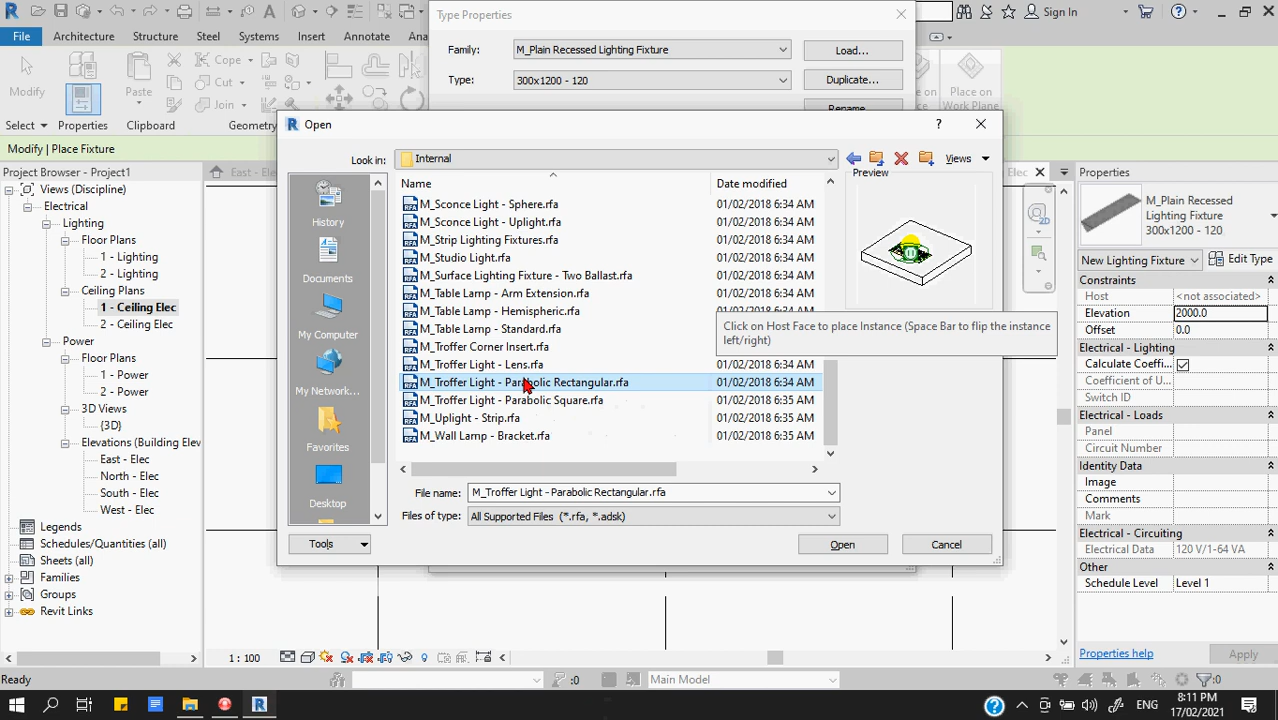 Type Properties
Sign In
File Architecture Structure Steel Systems Insert Annotate Ana
Family: M_Plain Recessed Lighting Fixture Load...
Type: 300x1200 - 120 Duplicate...
Rename
Modify Paste Cope Cut Join Place on Work Plane
Select Properties Clipboard Geometry
Modify | Place Fixture
Open
Look in: Internal Views
Project Browser - Project1
Views (Discipline)
Electrical
Lighting
Floor Plans
1 - Lighting
2 - Lighting
Ceiling Plans
1 - Ceiling Elec
2 - Ceiling Elec
Power
Floor Plans
1 - Power
2 - Power
3D Views
{3D}
Elevations (Building Elev
East - Elec
North - Elec
South - Elec
West - Elec
Legends
Schedules/Quantities (all)
Sheets (all)
Families
Groups
Revit Links
East - Ele
Elec
History
Documents
My Computer
My Network...
Favorites
Desktop
Name Date modified
M_Sconce Light - Sphere.rfa 01/02/2018 6:34 AM
M_Sconce Light - Uplight.rfa 01/02/2018 6:34 AM
M_Strip Lighting Fixtures.rfa 01/02/2018 6:34 AM
M_Studio Light.rfa 01/02/2018 6:34 AM
M_Surface Lighting Fixture - Two Ballast.rfa 01/02/2018 6:34 AM
M_Table Lamp - Arm Extension.rfa 01/02/2018 6:34 AM
M_Table Lamp - Hemispheric.rfa
M_Table Lamp - Standard.rfa
M_Troffer Corner Insert.rfa
M_Troffer Light - Lens.rfa 01/02/2018 6:34 AM
M_Troffer Light - Parabolic Rectangular.rfa 01/02/2018 6:34 AM
M_Troffer Light - Parabolic Square.rfa 01/02/2018 6:35 AM
M_Uplight - Strip.rfa 01/02/2018 6:35 AM
M_Wall Lamp - Bracket.rfa 01/02/2018 6:35 AM
Preview
Click on Host Face to place Instance (Space Bar to flip the instance
left/right)
File name: M_Troffer Light - Parabolic Rectangular.rfa
Files of type: All Supported Files (*.rfa, *.adsk)
Tools Open Cancel
Properties
M_Plain Recessed
Lighting Fixture
300x1200 - 120
New Lighting Fixture Edit Type
Constraints
Host <not associated>
Elevation 2000.0
Offset 0.0
Electrical - Lighting
Calculate Coeffi...
Coefficient of U...
Switch ID
Electrical - Loads
Panel
Circuit Number
Identity Data
Image
Comments
Mark
Electrical - Circuiting
Electrical Data 120 V/1-64 VA
Other
Schedule Level Level 1
Properties help Apply
1 : 100
Ready :0 Main Model :0
ENG
8:11 PM
17/02/2021